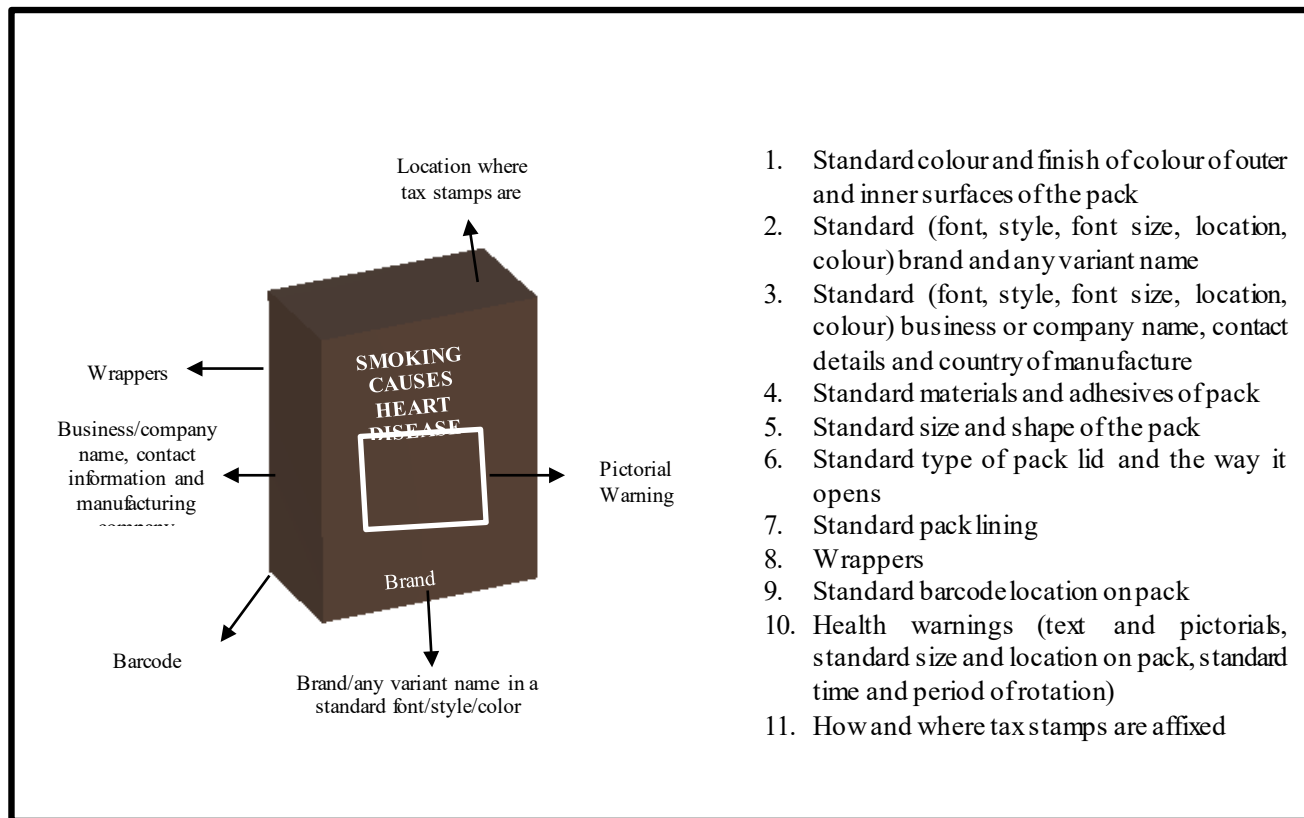 Location where
tax stamps are
SMOKING
CAUSES
HEART
DISEASE
Wrappers
Business/company
name, contact
information and
manufacturing
company
Pictorial
Warning
Brand
Barcode
Brand/any variant name in a
standard font/style/color
1. Standard colour and finish of colour of outer
and inner surfaces of the pack
2. Standard (font, style, font size, location,
colour) brand and any variant name
3. Standard (font, style, font size, location,
colour) business or company name, contact
details and country of manufacture
4. Standard materials and adhesives of pack
5. Standard size and shape of the pack
6. Standard type of pack lid and the way it
opens
7. Standard pack lining
8. Wrappers
9. Standard barcode location on pack
10. Health warnings (text and pictorials,
standard size and location on pack, standard
time and period of rotation)
11. How and where tax stamps are affixed